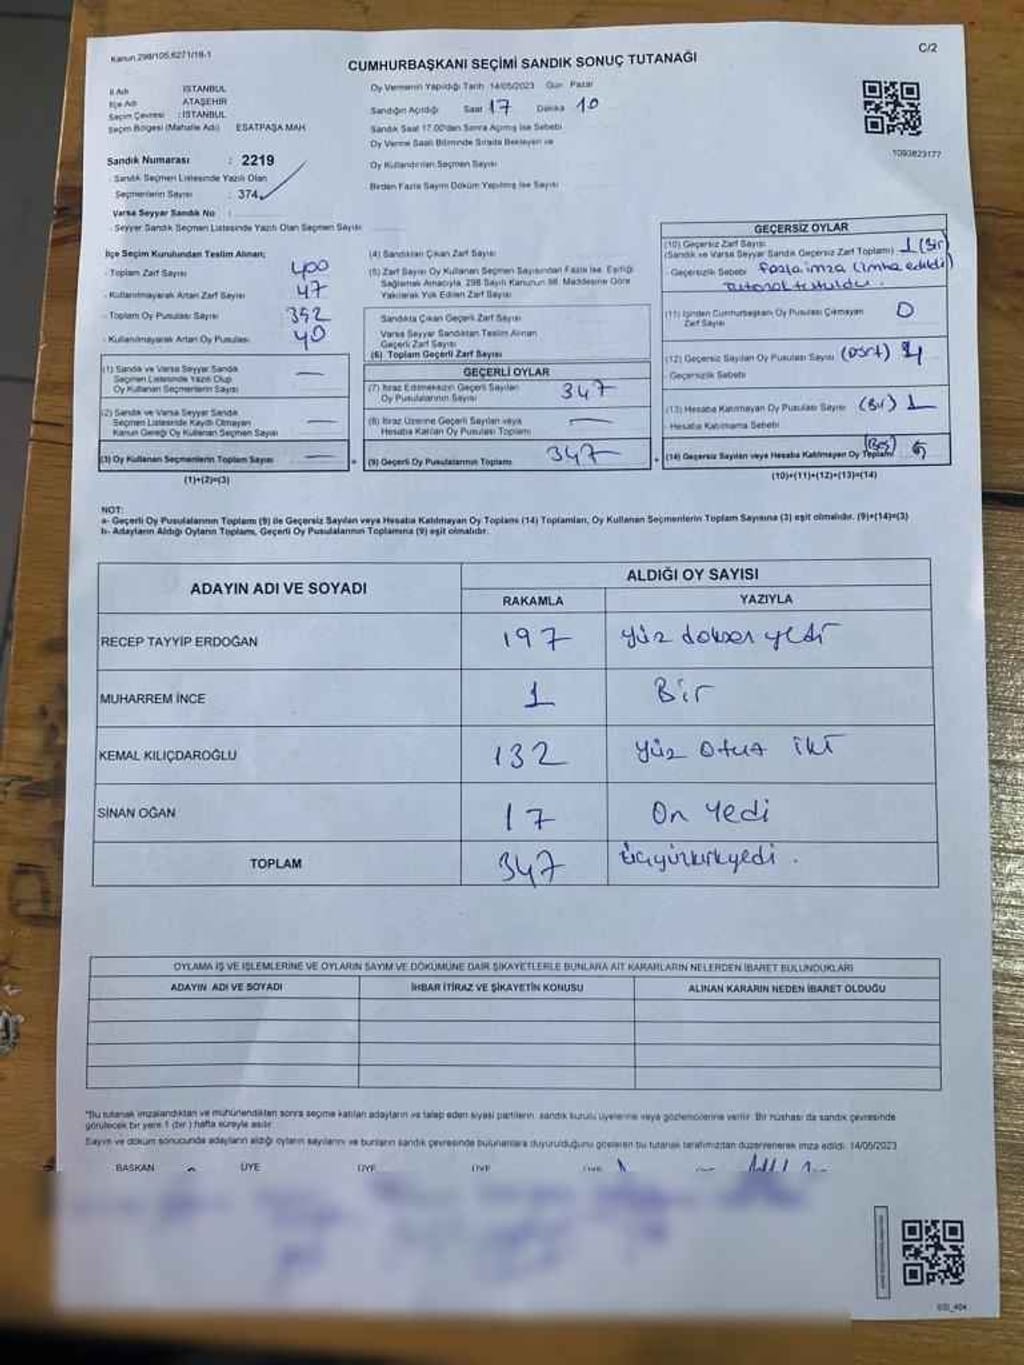 Kanun 298/105,6271/19-1
C/2
CUMHURBAŞKANI SEÇİMİ SANDIK SONUÇ TUTANAĞI
İl Adı : İSTANBUL
İlçe Adı : ATAŞEHİR
Seçim Çevresi : İSTANBUL
Seçim Bölgesi (Mahalle Adı) ESATPAŞA MAH.
Sandık Numarası : 2219
Sandık Seçmen Listesinde Yazılı Olan
Seçmenlerin Sayısı : 374
Varsa Seyyar Sandık No :
Seyyar Sandık Seçmen Listesinde Yazılı Olan Seçmen Sayısı
Oy Vermenin Yapıldığı Tarih 14/05/2023 Gün Pazar
Sandığın Açıldığı Saat 17 Dakika 10
Sandık Saat 17.00'den Sonra Açılmış İse Sebebi
Oy Verme Saati Bitiminde Sırada Bekleyen ve
Oy Kullandırılan Seçmen Sayısı
Birden Fazla Sayım Döküm Yapılmış İse Sayısı
1093823177
İlçe Seçim Kurulundan Teslim Alınan;
- Toplam Zarf Sayısı 400
- Kullanılmayarak Artan Zarf Sayısı 47
- Toplam Oy Pusulası Sayısı 392
- Kullanılmayarak Artan Oy Pusulası 40
(1) Sandık ve Varsa Seyyar Sandık
Seçmen Listesinde Yazılı Olup
Oy Kullanan Seçmenlerin Sayısı —
(2) Sandık ve Varsa Seyyar Sandık
Seçmen Listesinde Kaydı Olmayan
Kanun Gereği Oy Kullanan Seçmen Sayısı —
(3) Oy Kullanan Seçmenlerin Toplam Sayısı —
(1)+(2)=(3)
(4) Sandıktan Çıkan Zarf Sayısı
(5) Zarf Sayısı Oy Kullanan Seçmen Sayısından Fazla İse, Eşitliği
Sağlamak Amacıyla, 298 Sayılı Kanunun 98. Maddesine Göre
Yakılarak Yok Edilen Zarf Sayısı
Sandıkta Çıkan Geçerli Zarf Sayısı
Varsa Seyyar Sandıktan Teslim Alınan
Geçerli Zarf Sayısı
(6) Toplam Geçerli Zarf Sayısı
GEÇERLİ OYLAR
(7) İtiraz Edilmeksizin Geçerli Sayılan
Oy Pusulalarının Sayısı 347
(8) İtiraz Üzerine Geçerli Sayılan veya
Hesaba Katılan Oy Pusulası Toplamı —
(9) Geçerli Oy Pusulalarının Toplamı 347
GEÇERSİZ OYLAR
(10) Geçersiz Zarf Sayısı
(Sandık ve Varsa Seyyar Sandık Geçersiz Zarf Toplamı) 1 (Bir)
- Geçersizlik Sebebi fazla imza (imha edildi)
Tutanak tutuldu.
(11) İçinden Cumhurbaşkanı Oy Pusulası Çıkmayan
Zarf Sayısı 0
(12) Geçersiz Sayılan Oy Pusulası Sayısı (Dört) 4
- Geçersizlik Sebebi
(13) Hesaba Katılmayan Oy Pusulası Sayısı (Bir) 1
- Hesaba Katılmama Sebebi
(14) Geçersiz Sayılan veya Hesaba Katılmayan Oy Toplamı (Beş) 5
(10)+(11)+(12)+(13)=(14)
NOT:
a- Geçerli Oy Pusulalarının Toplamı (9) ile Geçersiz Sayılan veya Hesaba Katılmayan Oy Toplamı (14) Toplamları, Oy Kullanan Seçmenlerin Toplam Sayısına (3) eşit olmalıdır. (9)+(14)=(3)
b- Adayların Aldığı Oyların Toplamı, Geçerli Oy Pusulalarının Toplamına (9) eşit olmalıdır.
ADAYIN ADI VE SOYADI
ALDIĞI OY SAYISI
RAKAMLA YAZIYLA
RECEP TAYYİP ERDOĞAN 197 yüz doksan yedi
MUHARREM İNCE 1 Bir
KEMAL KILIÇDAROĞLU 132 yüz Otuz iki
SİNAN OĞAN 17 On Yedi
TOPLAM 347 üçyüzkırkyedi.
OYLAMA İŞ VE İŞLEMLERİNE VE OYLARIN SAYIM VE DÖKÜMÜNE DAİR ŞİKAYETLERLE BUNLARA AİT KARARLARIN NELERDEN İBARET BULUNDUKLARI
ADAYIN ADI VE SOYADI İHBAR İTİRAZ VE ŞİKAYETİN KONUSU ALINAN KARARIN NEDEN İBARET OLDUĞU
"Bu tutanak imzalandıktan ve mühürlendikten sonra seçime katılan adayların ve talep eden siyasi partilerin, sandık kurulu üyelerine veya gözlemcilerine verilir. Bir nüshası da sandık çevresinde
görülecek bir yere 1 (bir) hafta süreyle asılır.
Sayım ve döküm sonucunda adayların aldığı oyların sayılarını ve bunların sandık çevresinde bulunanlara duyurulduğunu gösteren bu tutanak tarafımızdan düzenlenerek imza edildi. 14/05/2023
BAŞKAN ÜYE ÜYE ÜYE ÜYE